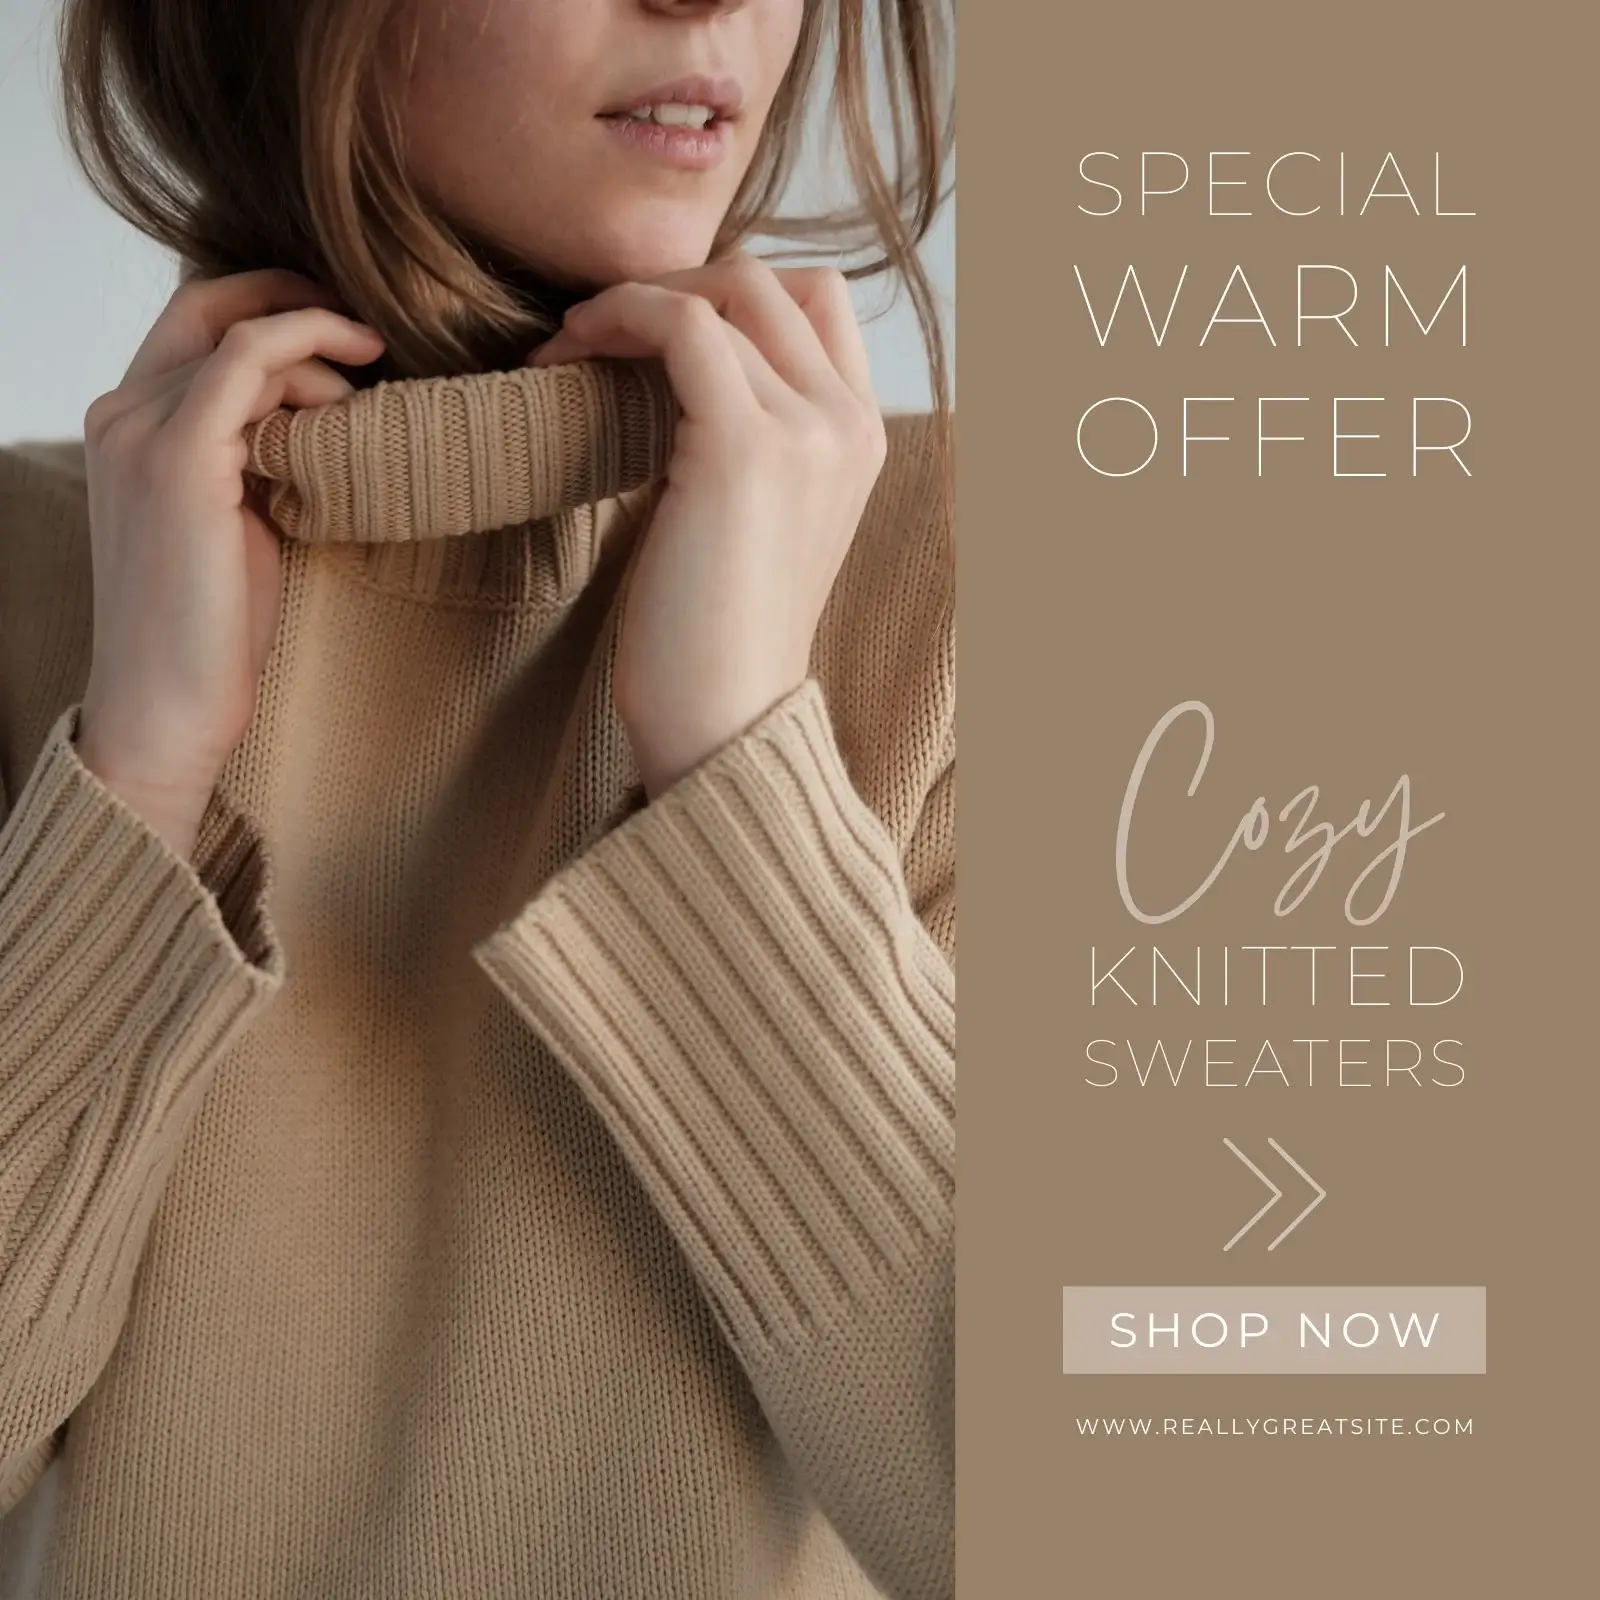 SPECIAL
WARM
OFFER
Cozy
KNITTED
SWEATERS
SHOP NOW
WWW.REALLYGREATSITE.COM